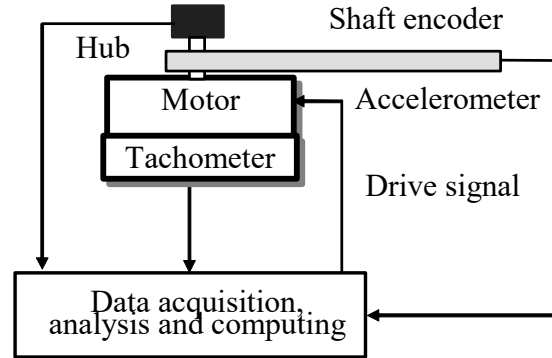 Shaft encoder
Hub
Motor
Accelerometer
Tachometer
Drive signal
Data acquisition,
analysis and computing